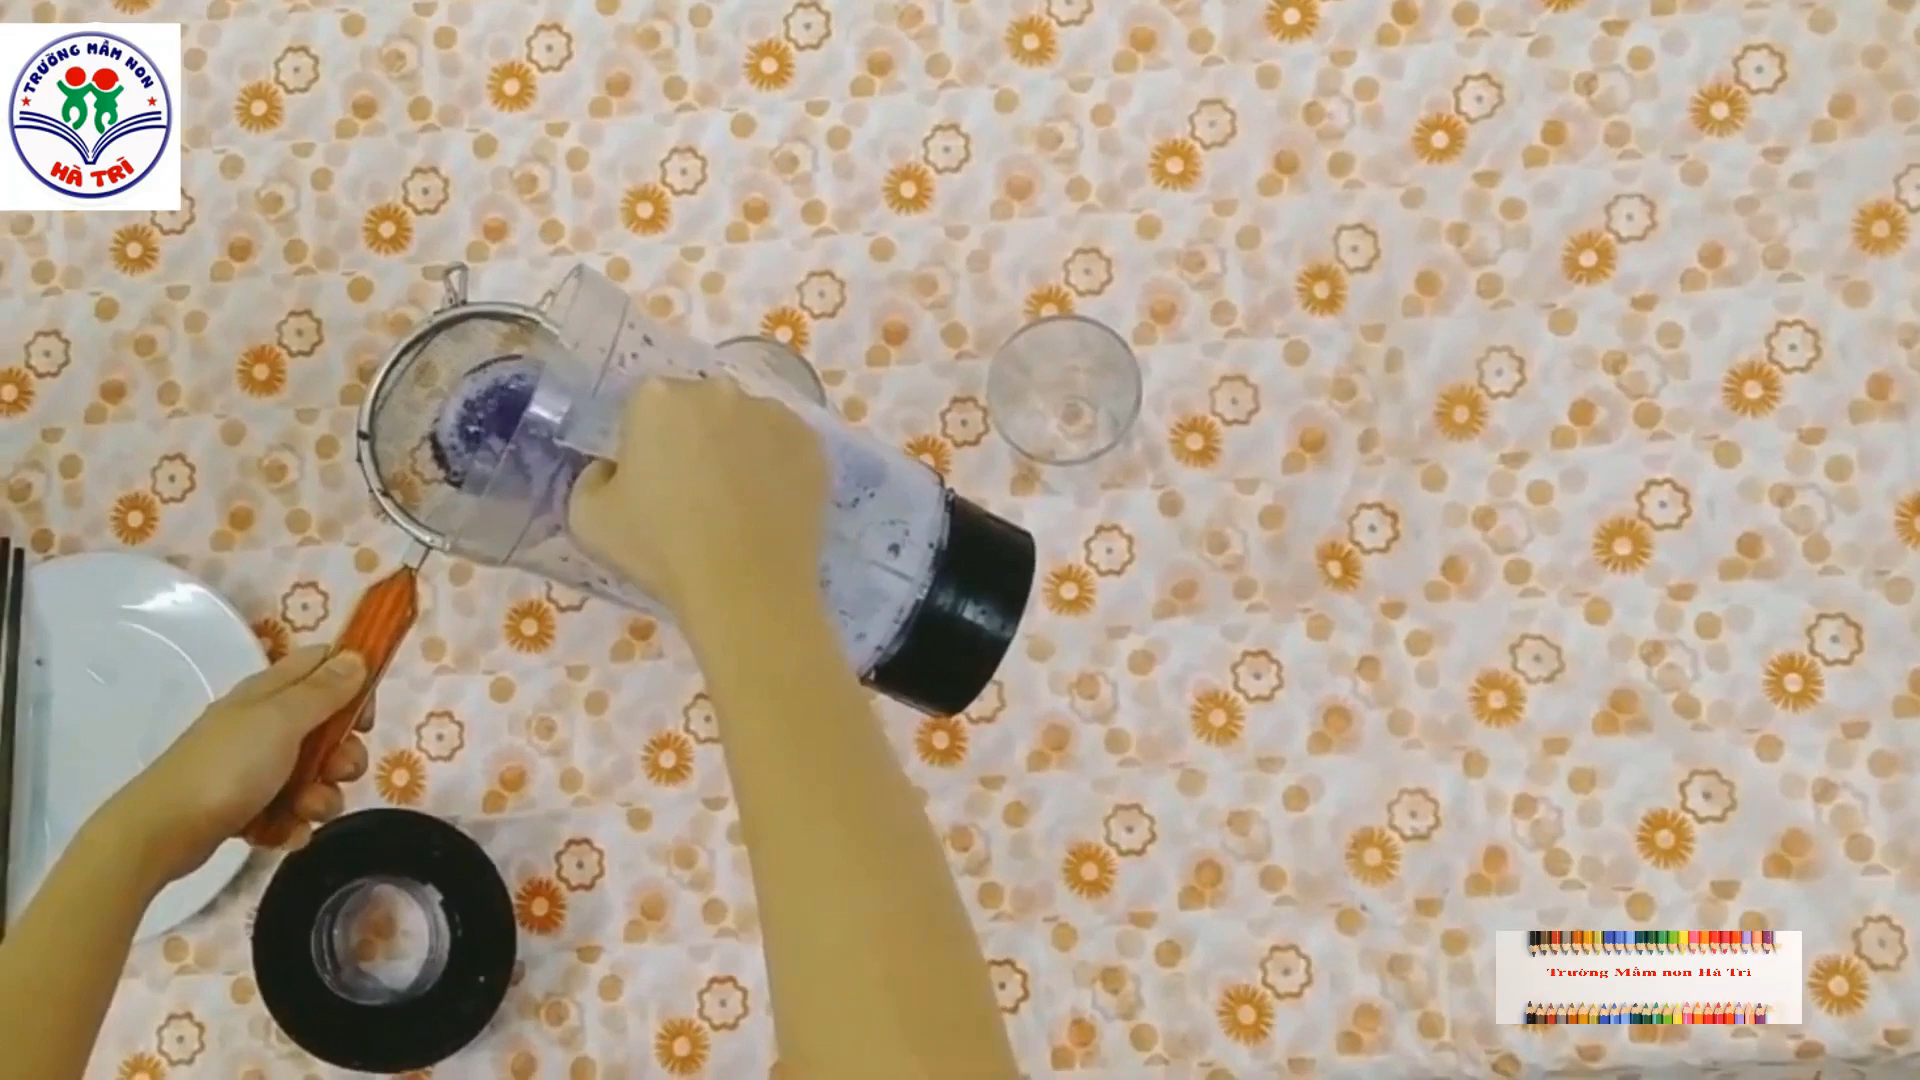 TRƯỜNG MẦM NON
HÀ TRÌ
Trường Mầm non Hà Trì